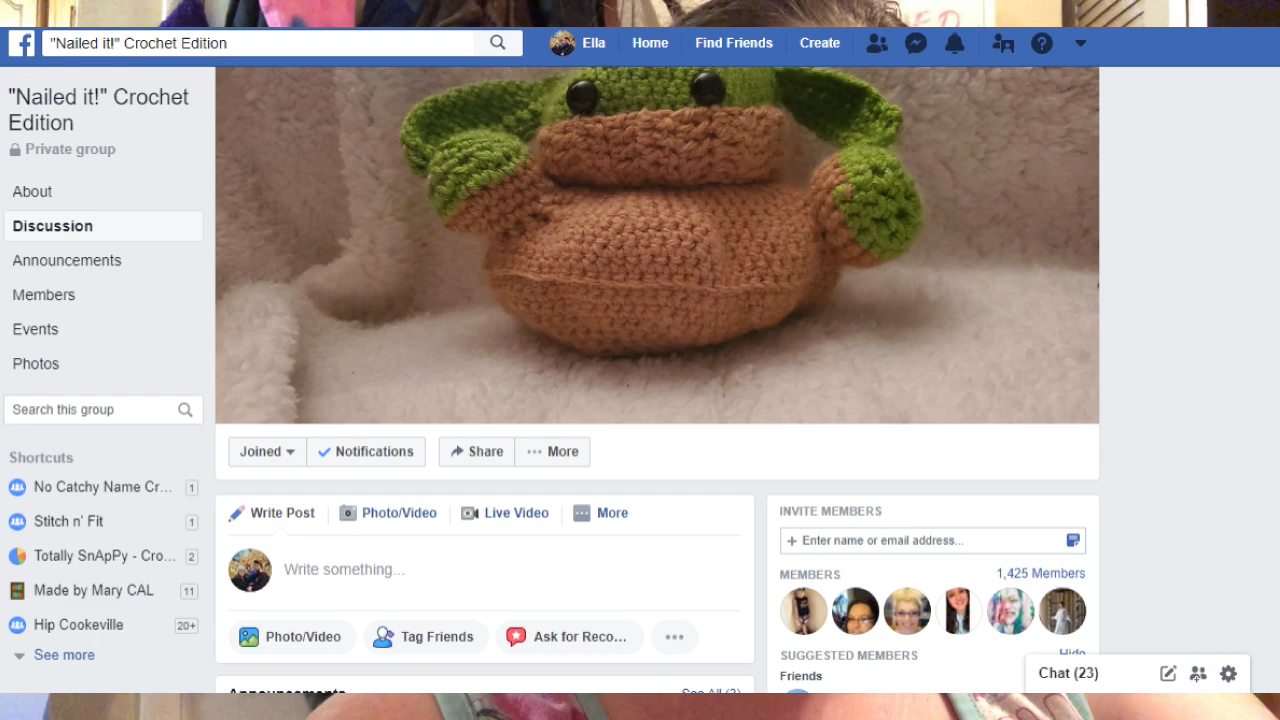 "Nailed it!" Crochet Edition
Ella
Home
Find Friends
Create
"Nailed it!" Crochet
Edition
Private group
About
Discussion
Announcements
Members
Events
Photos
Search this group
Shortcuts
No Catchy Name Cr... 1
Stitch n' Fit 1
Totally SnApPy - Cro... 2
Made by Mary CAL 11
Hip Cookeville 20+
See more
Joined
Notifications
Share
More
Write Post
Photo/Video
Live Video
More
Write something...
Photo/Video
Tag Friends
Ask for Reco...
Announcements
See All (3)
INVITE MEMBERS
+ Enter name or email address...
MEMBERS
1,425 Members
SUGGESTED MEMBERS
Hide
Friends
Chat (23)